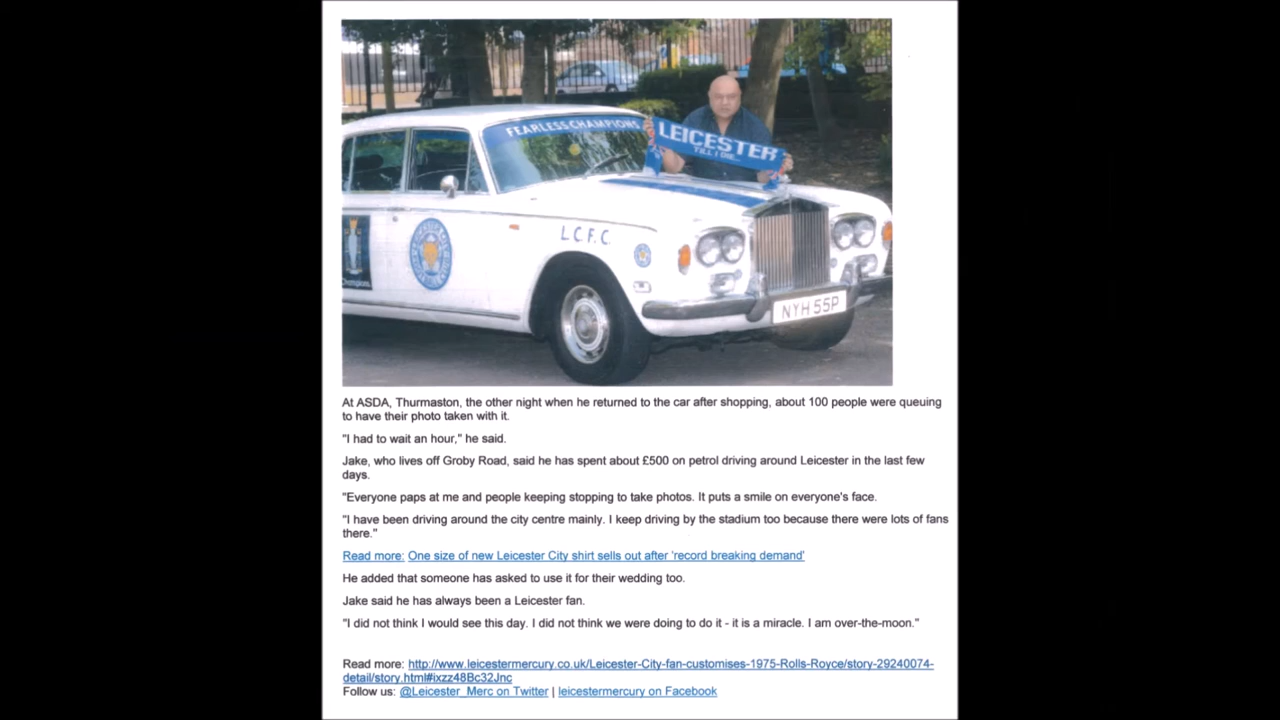 FEARLESS CHAMPIONS
LEICESTER
TILL I DIE...
L.C.F.C.
Champions
NYH 55P
At ASDA, Thurmaston, the other night when he returned to the car after shopping, about 100 people were queuing
to have their photo taken with it.
"I had to wait an hour," he said.
Jake, who lives off Groby Road, said he has spent about £500 on petrol driving around Leicester in the last few
days.
"Everyone paps at me and people keeping stopping to take photos. It puts a smile on everyone's face.
"I have been driving around the city centre mainly. I keep driving by the stadium too because there were lots of fans
there."
Read more: One size of new Leicester City shirt sells out after 'record breaking demand'
He added that someone has asked to use it for their wedding too.
Jake said he has always been a Leicester fan.
"I did not think I would see this day. I did not think we were doing to do it - it is a miracle. I am over-the-moon."
Read more: http://www.leicestermercury.co.uk/Leicester-City-fan-customises-1975-Rolls-Royce/story-29240074-
detail/story.html#ixzz48Bc32Jnc
Follow us: @Leicester_Merc on Twitter | leicestermercury on Facebook